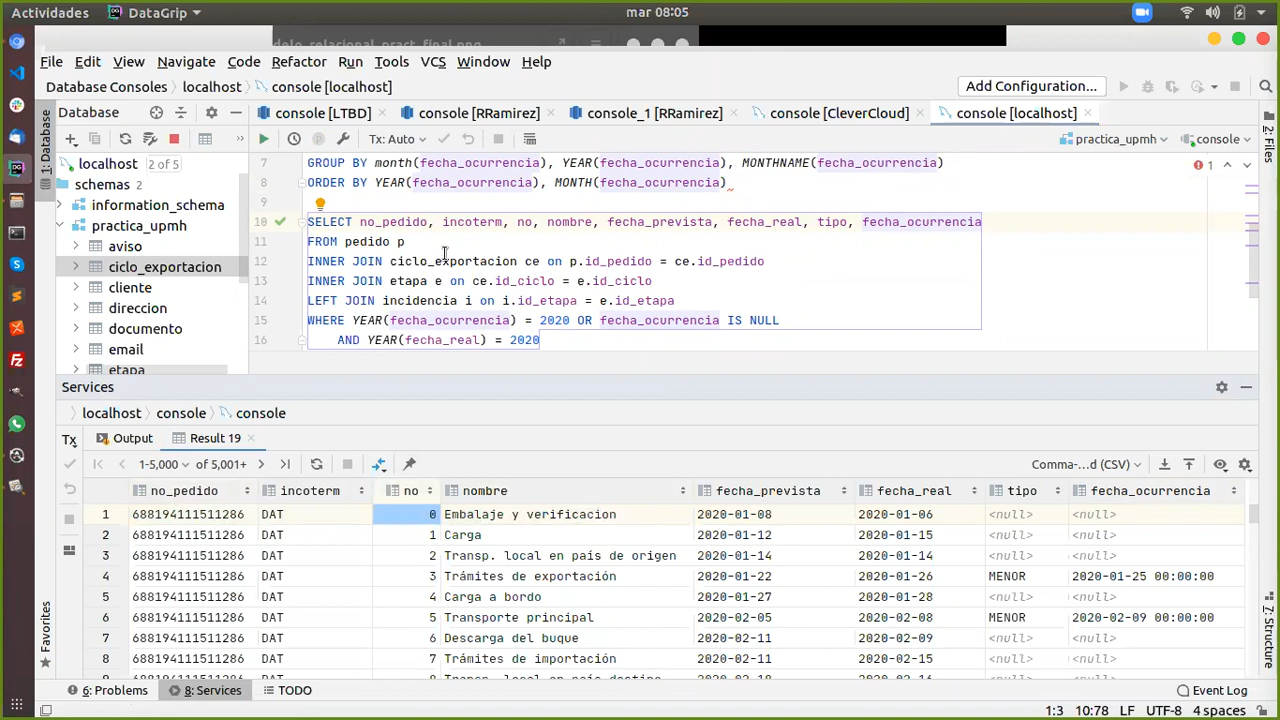 Actividades DataGrip mar 08:05
File Edit View Navigate Code Refactor Run Tools VCS Window Help
Database Consoles localhost console [localhost] Add Configuration...
1: Database Database console [LTBD] console [RRamirez] console_1 [RRamirez] console [CleverCloud] console [localhost] 2: Files
Tx: Auto practica_upmh console
localhost 2 of 5
schemas 2
information_schema
practica_upmh
aviso
ciclo_exportacion
cliente
direccion
documento
email
etapa
7 GROUP BY month(fecha_ocurrencia), YEAR(fecha_ocurrencia), MONTHNAME(fecha_ocurrencia) 1
8 ORDER BY YEAR(fecha_ocurrencia), MONTH(fecha_ocurrencia)
9
10 SELECT no_pedido, incoterm, no, nombre, fecha_prevista, fecha_real, tipo, fecha_ocurrencia
11 FROM pedido p
12 INNER JOIN ciclo_exportacion ce on p.id_pedido = ce.id_pedido
13 INNER JOIN etapa e on ce.id_ciclo = e.id_ciclo
14 LEFT JOIN incidencia i on i.id_etapa = e.id_etapa
15 WHERE YEAR(fecha_ocurrencia) = 2020 OR fecha_ocurrencia IS NULL
16 AND YEAR(fecha_real) = 2020
Services
localhost console console
Tx Output Result 19
1-5,000 of 5,001+ Comma-...d (CSV)
no_pedido incoterm no nombre fecha_prevista fecha_real tipo fecha_ocurrencia
1 688194111511286 DAT 0 Embalaje y verificacion 2020-01-08 2020-01-06 <null> <null>
2 688194111511286 DAT 1 Carga 2020-01-12 2020-01-15 <null> <null>
3 688194111511286 DAT 2 Transp. local en país de origen 2020-01-14 2020-01-14 <null> <null>
4 688194111511286 DAT 3 Trámites de exportación 2020-01-22 2020-01-26 MENOR 2020-01-25 00:00:00
5 688194111511286 DAT 4 Carga a bordo 2020-01-27 2020-01-28 <null> <null>
6 688194111511286 DAT 5 Transporte principal 2020-02-05 2020-02-08 MENOR 2020-02-09 00:00:00
7 688194111511286 DAT 6 Descarga del buque 2020-02-11 2020-02-09 <null> <null>
8 688194111511286 DAT 7 Trámites de importación 2020-02-11 2020-02-15 <null> <null>
Favorites
7: Structure
6: Problems 8: Services TODO Event Log
1:3 10:78 LF UTF-8 4 spaces